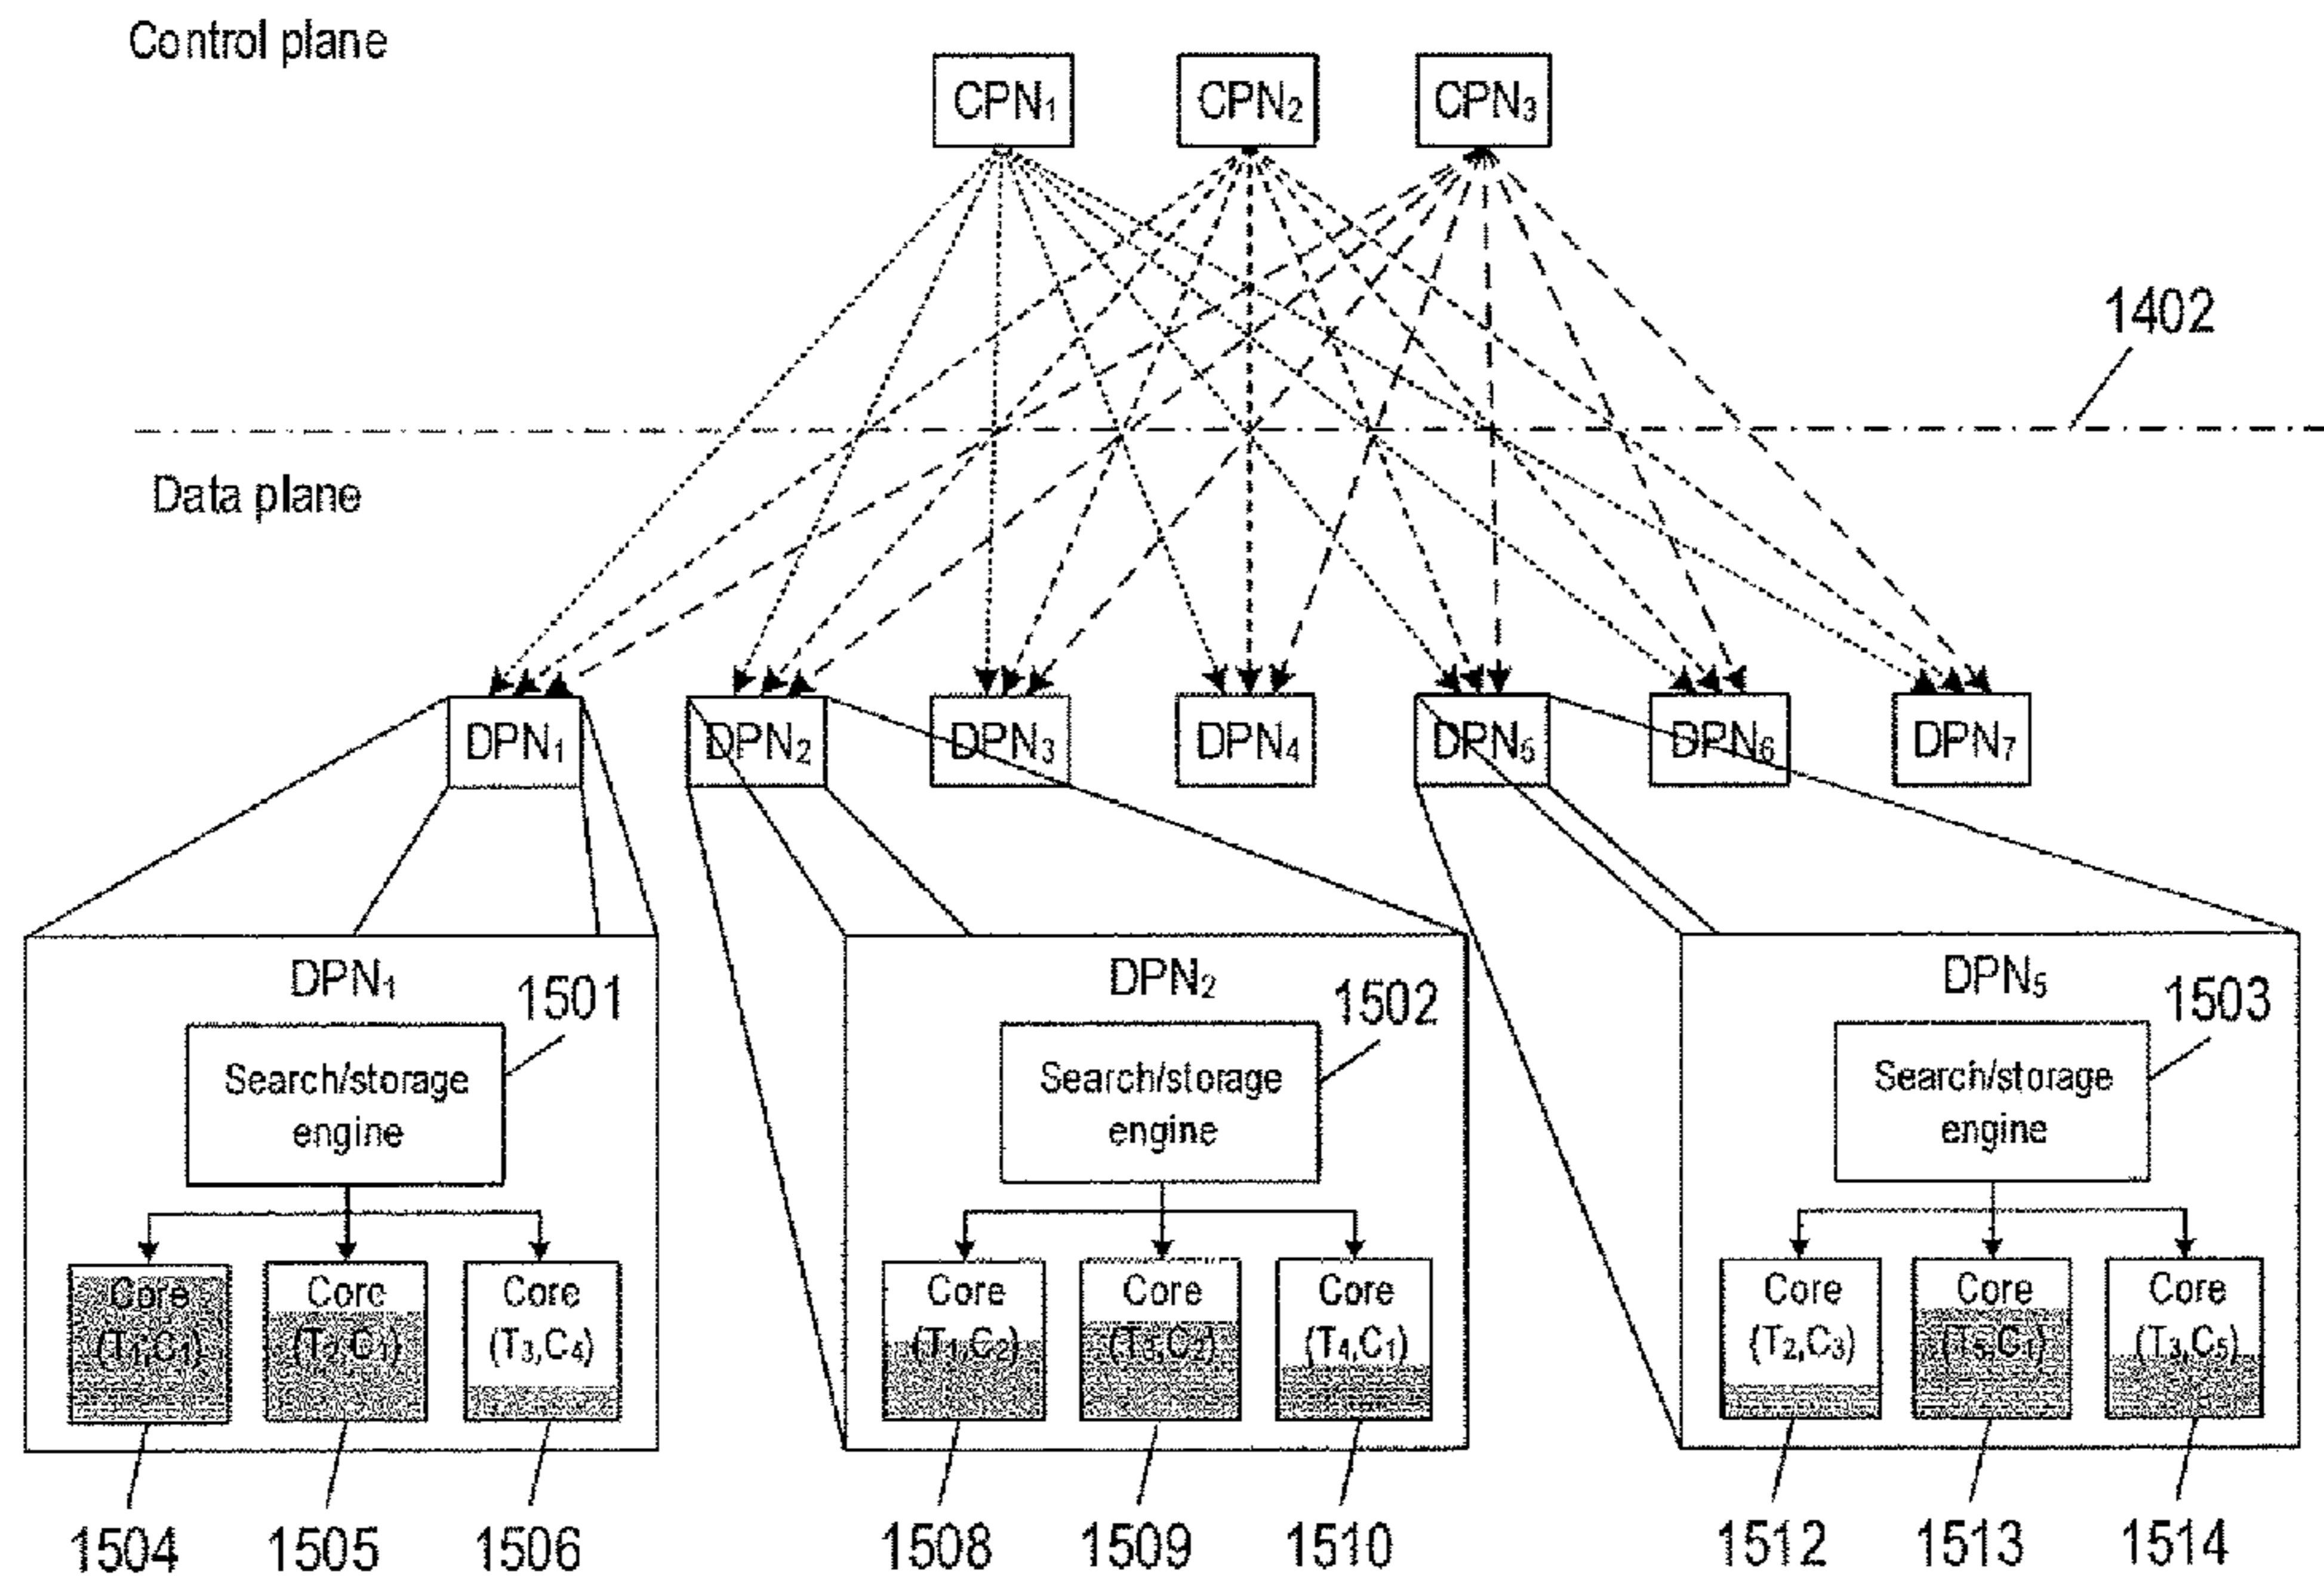 Control plane
CPN₁ CPN₂ CPN₃
1402
Data plane
DPN₁ DPN₂ DPN₃ DPN₄ DPN₅ DPN₆ DPN₇
DPN₁ DPN₂ DPN₅
1501 1502 1503
Search/storage engine
Search/storage engine
Search/storage engine
Core (T₁,C₁)
Core (T₂,C₁)
Core (T₃,C₄)
Core (T₁,C₂)
Core
Core (T₄,C₁)
Core (T₂,C₃)
Core (T₅,C₁)
Core (T₃,C₅)
1504 1505 1506 1508 1509 1510 1512 1513 1514